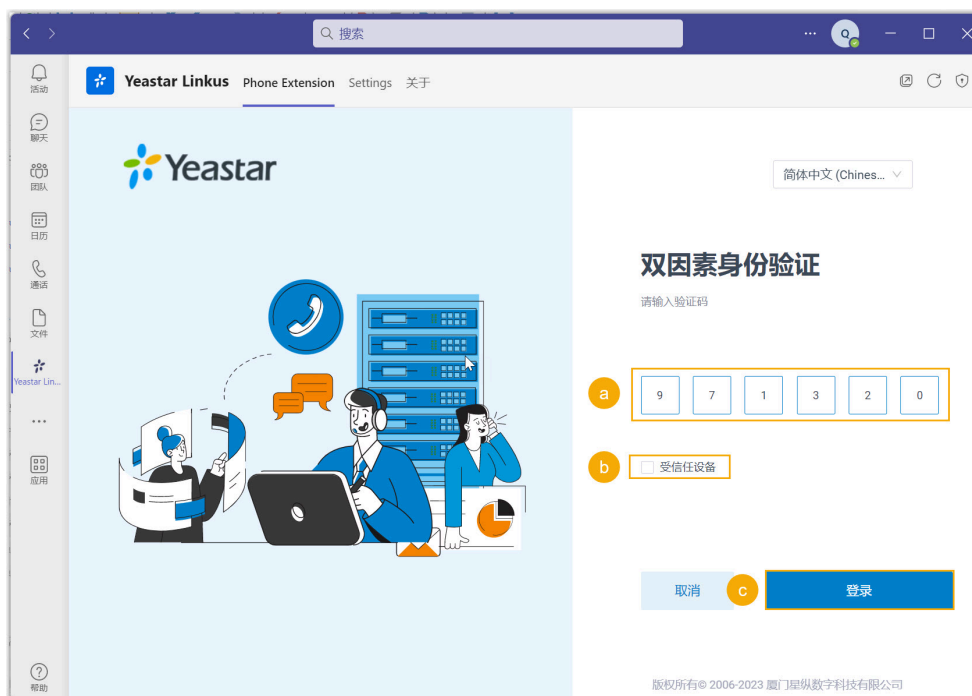 搜索
Q
活动
聊天
团队
日历
通话
文件
Yeastar Lin...
应用
帮助
Yeastar Linkus Phone Extension Settings 关于
Yeastar
简体中文 (Chines...
双因素身份验证
请输入验证码
a 9 7 1 3 2 0
b 受信任设备
取消 c 登录
版权所有© 2006-2023 厦门星纵数字科技有限公司